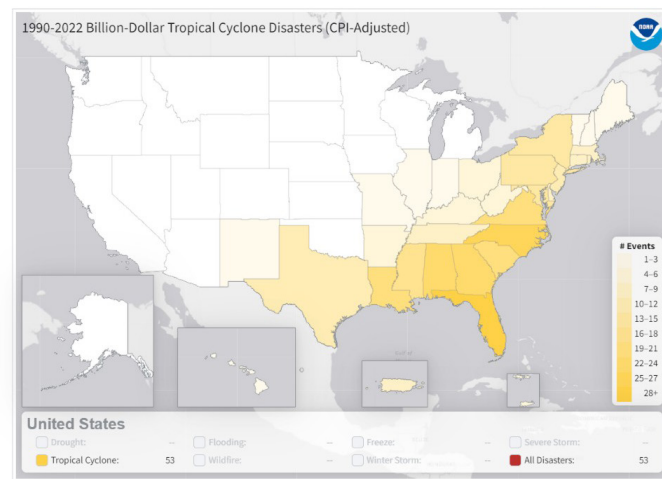 1990-2022 Billion-Dollar Tropical Cyclone Disasters (CPI-Adjusted)
NOAA
# Events
1–3
4–6
7–9
10–12
13–15
16–18
22–24
25–27
28+
United States
Drought: --
Flooding: --
Freeze: --
Severe Storm: --
Tropical Cyclone: 53
Wildfire: --
Winter Storm: --
All Disasters: 53